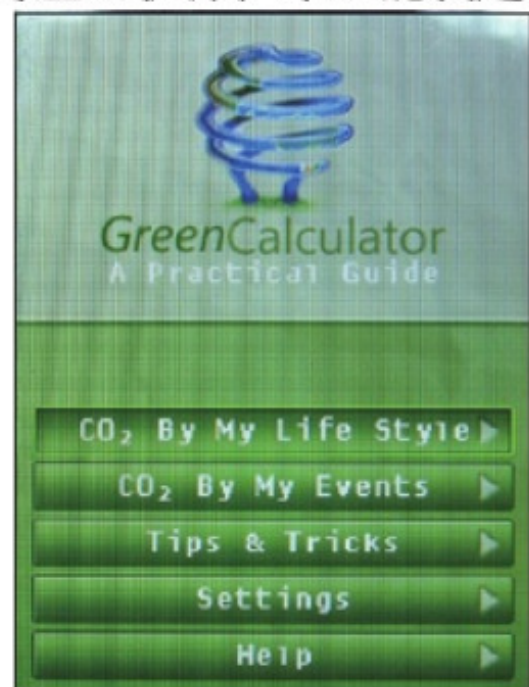 GreenCalculator
A Practical Guide
CO₂ By My Life Style
CO₂ By My Events
Tips & Tricks
Settings
Help